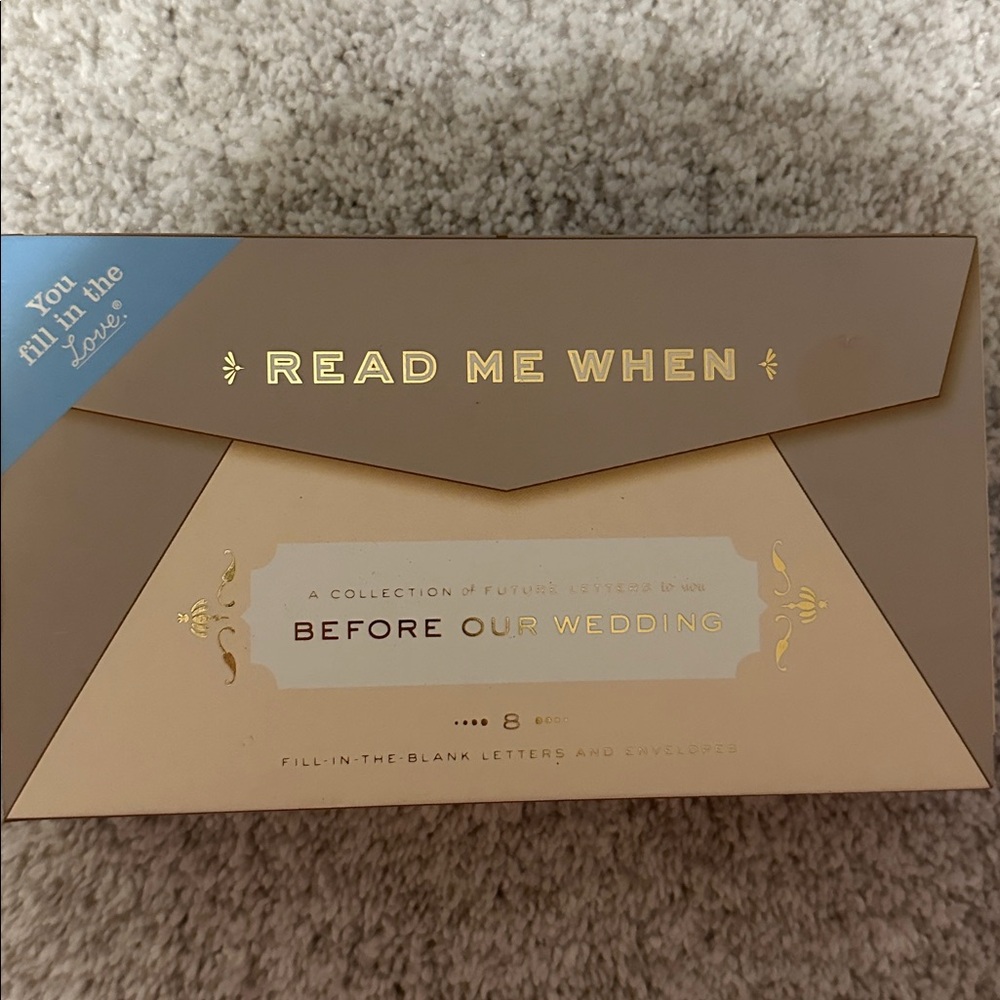 You
fill in the
Love.®
READ ME WHEN
A COLLECTION of FUTURE LETTERS to you
BEFORE OUR WEDDING
8
FILL-IN-THE-BLANK LETTERS AND ENVELOPES